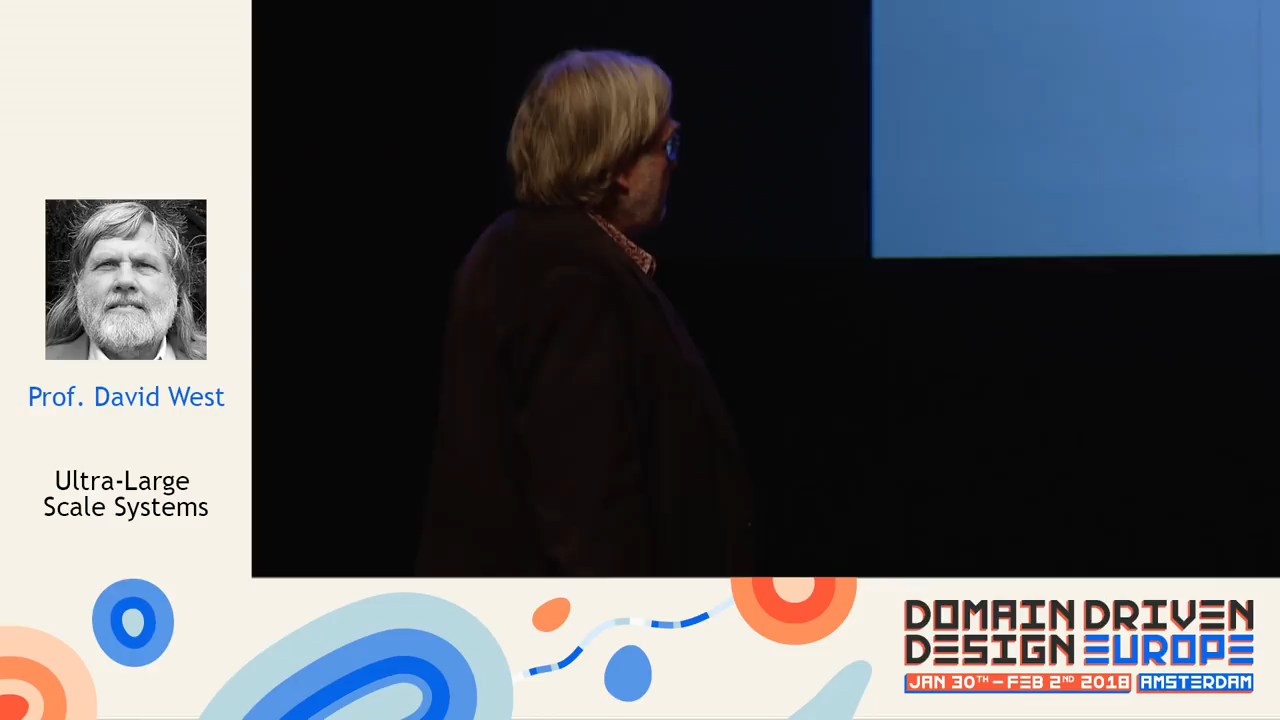 Prof. David West
Ultra-Large
Scale Systems
DOMAIN DRIVEN
DESIGN EUROPE
JAN 30TH - FEB 2ND 2018 AMSTERDAM